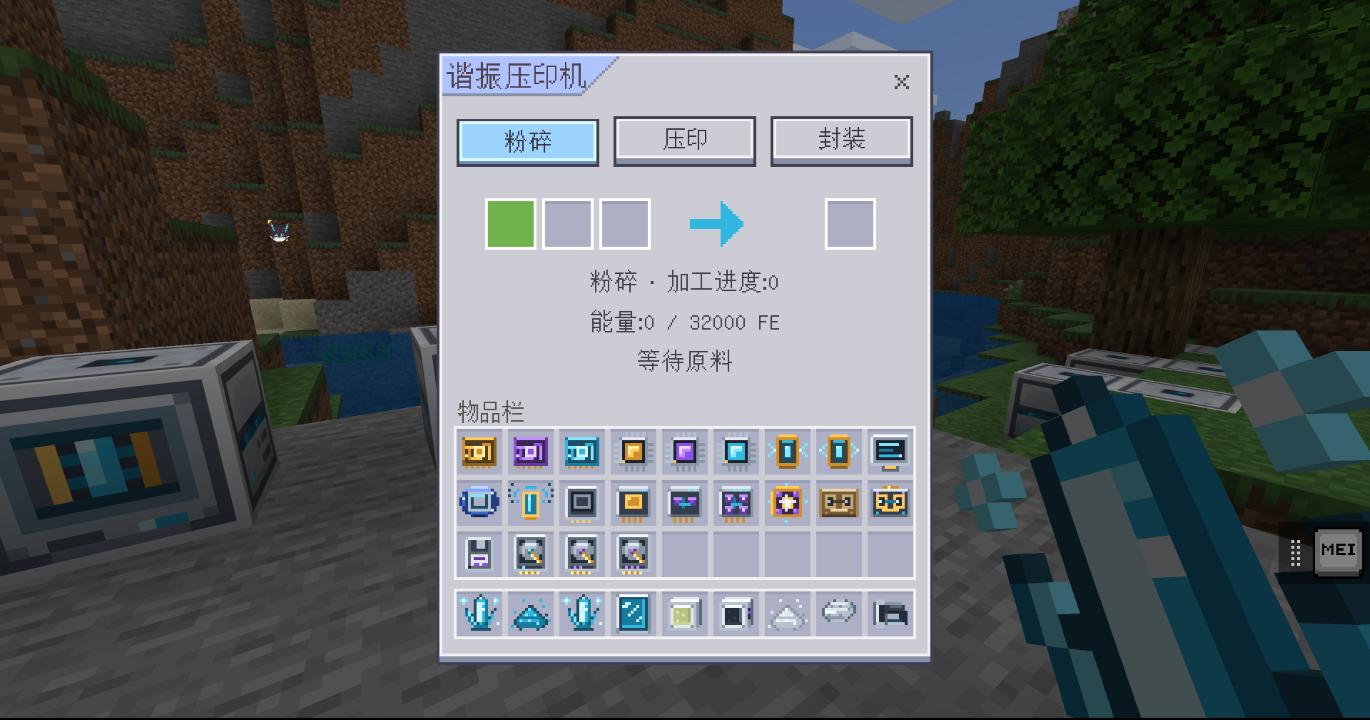 谐振压印机
×
粉碎
压印
封装
粉碎 · 加工进度:0
能量:0 / 32000 FE
等待原料
物品栏
MEI